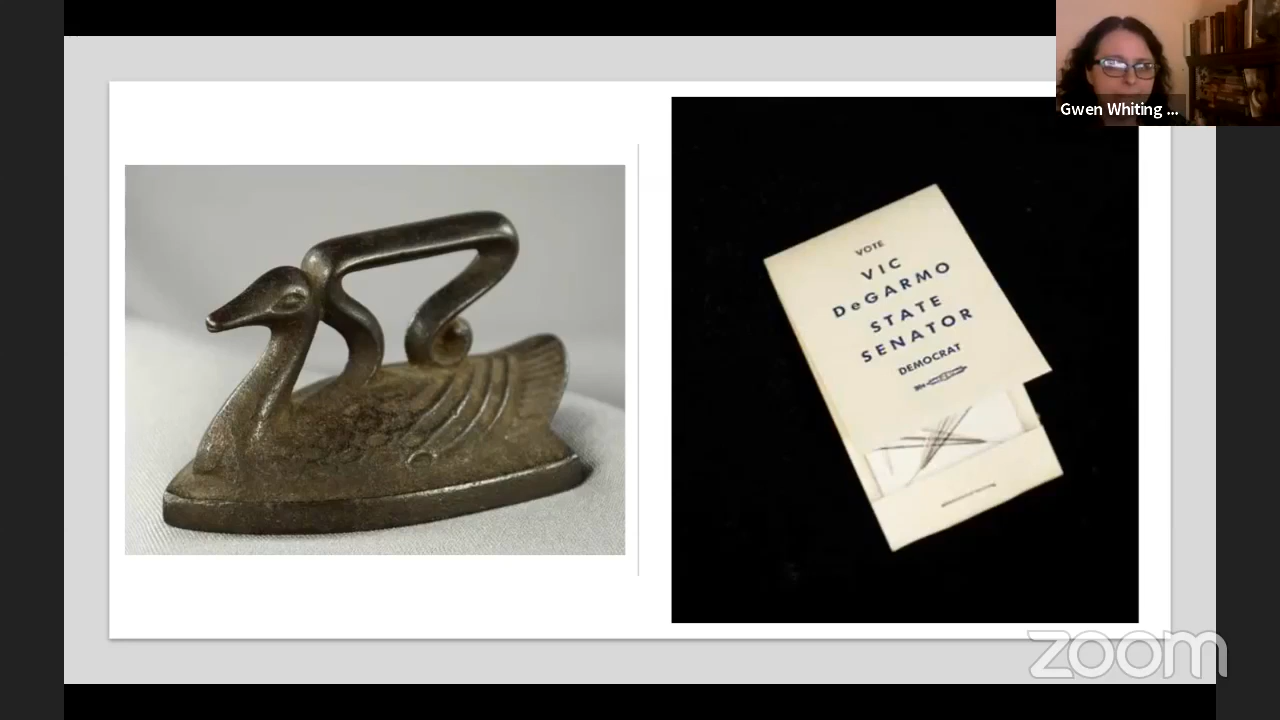 Gwen Whiting ...
VOTE
VIC
DeGARMO
STATE
SENATOR
DEMOCRAT
zoom